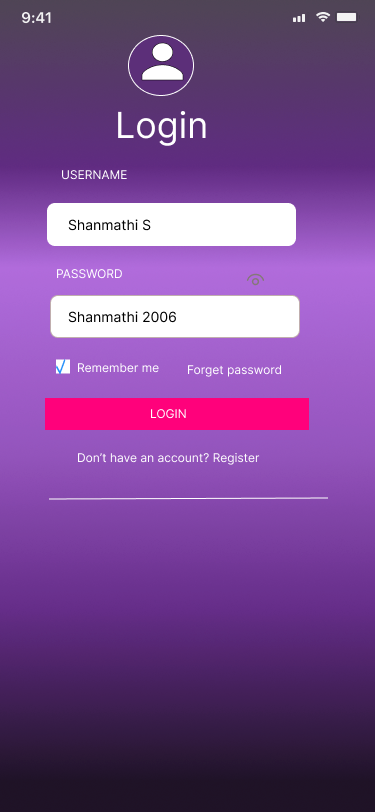 9:41
Login
USERNAME
Shanmathi S
PASSWORD
Shanmathi 2006
Remember me Forget password
LOGIN
Don’t have an account? Register